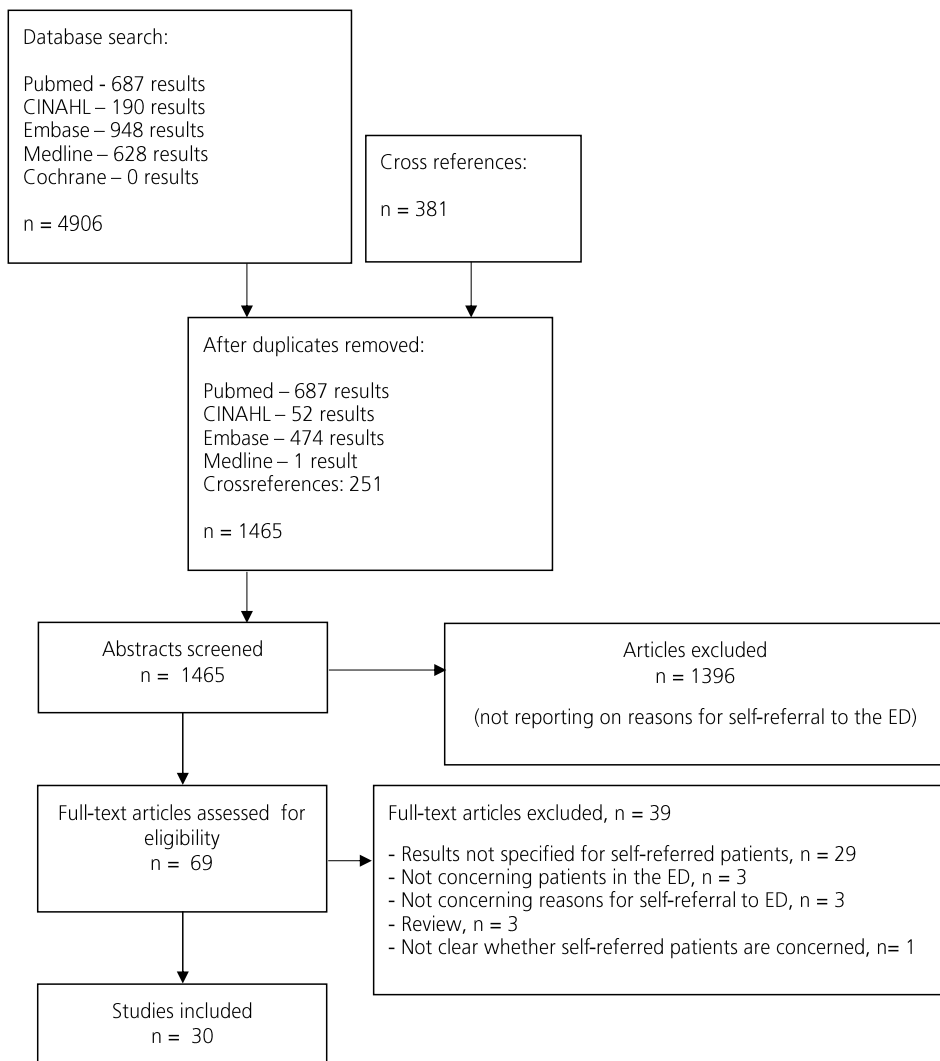 Database search:
Pubmed - 687 results
CINAHL – 190 results
Embase – 948 results
Medline – 628 results
Cochrane – 0 results
n = 4906
Cross references:
n = 381
After duplicates removed:
Pubmed – 687 results
CINAHL – 52 results
Embase – 474 results
Medline – 1 result
Crossreferences: 251
n = 1465
Abstracts screened
n = 1465
Articles excluded
n = 1396
(not reporting on reasons for self-referral to the ED)
Full-text articles assessed for
eligibility
n = 69
Full-text articles excluded, n = 39
- Results not specified for self-referred patients, n = 29
- Not concerning patients in the ED, n = 3
- Not concerning reasons for self-referral to ED, n = 3
- Review, n = 3
- Not clear whether self-referred patients are concerned, n= 1
Studies included
n = 30